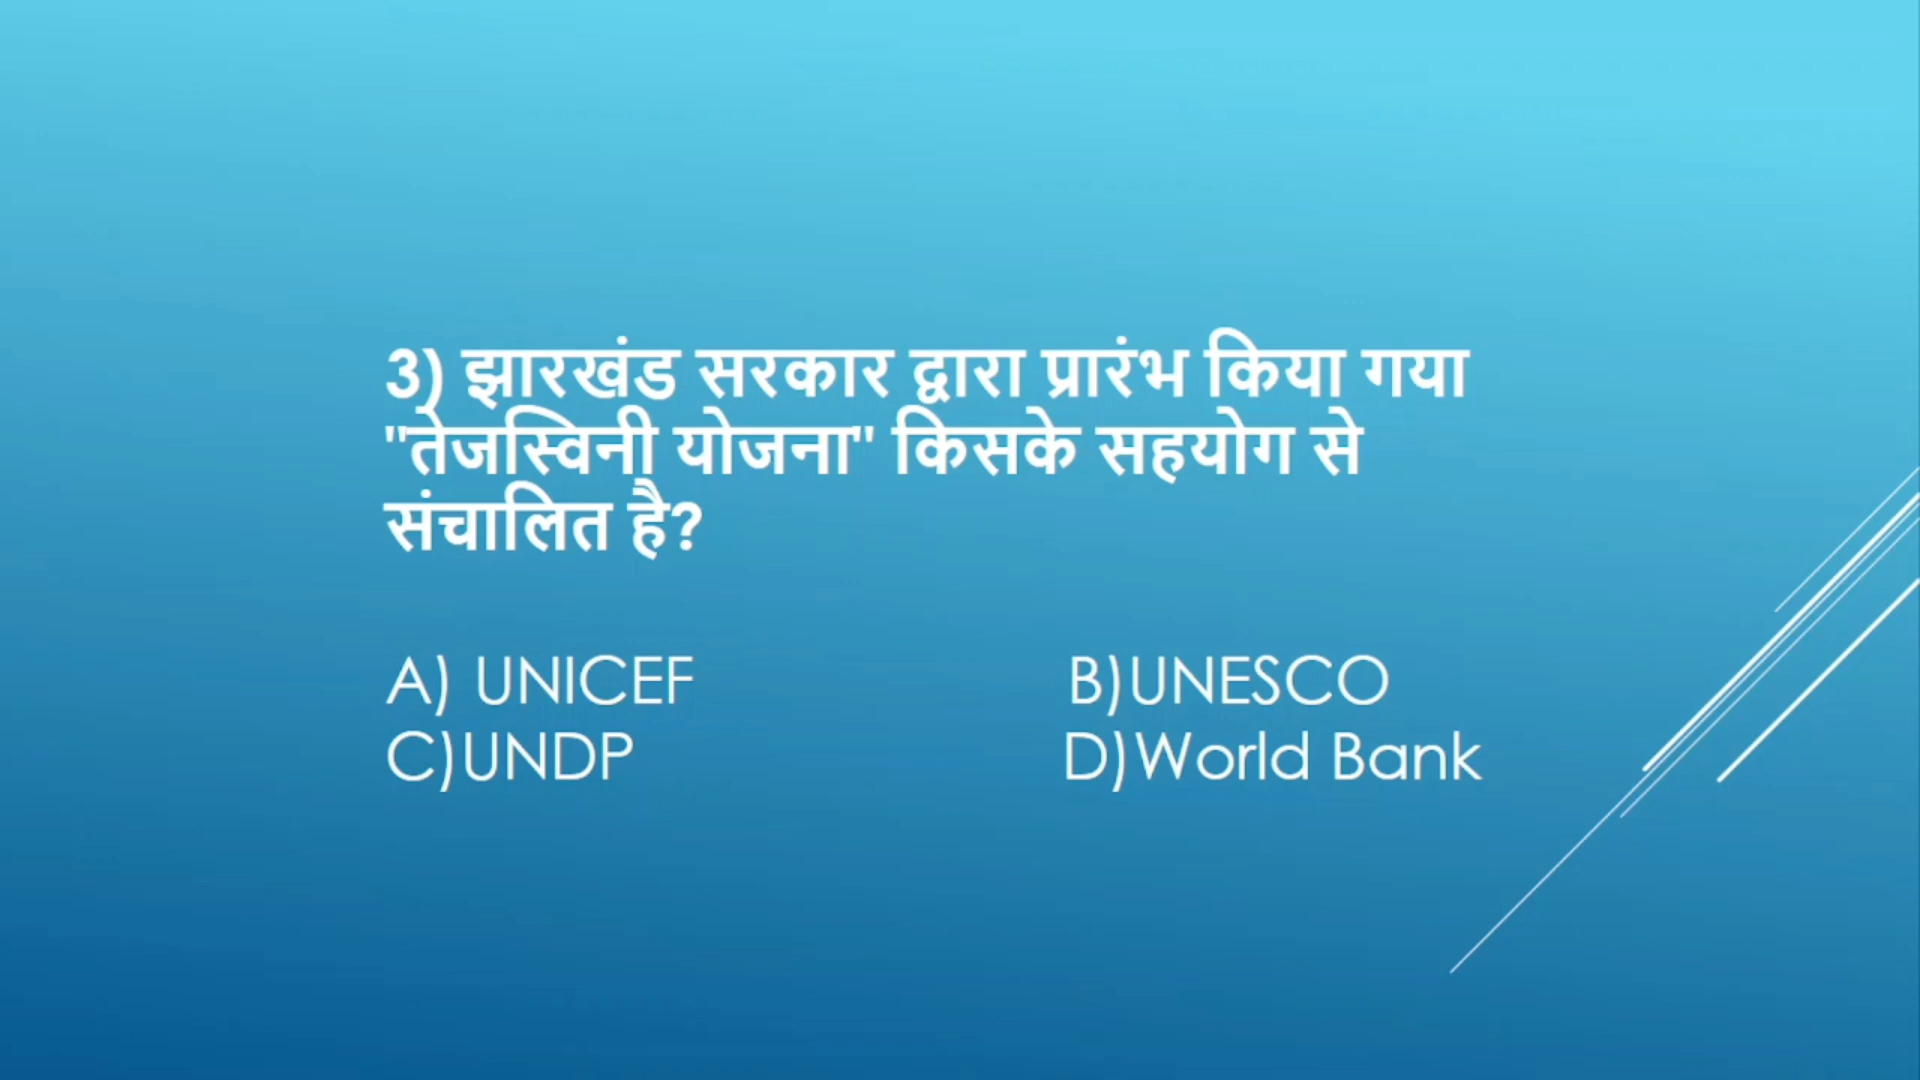 3) झारखंड सरकार द्वारा प्रारंभ किया गया
"तेजस्विनी योजना" किसके सहयोग से
संचालित है?
A) UNICEF B)UNESCO
C)UNDP D)World Bank